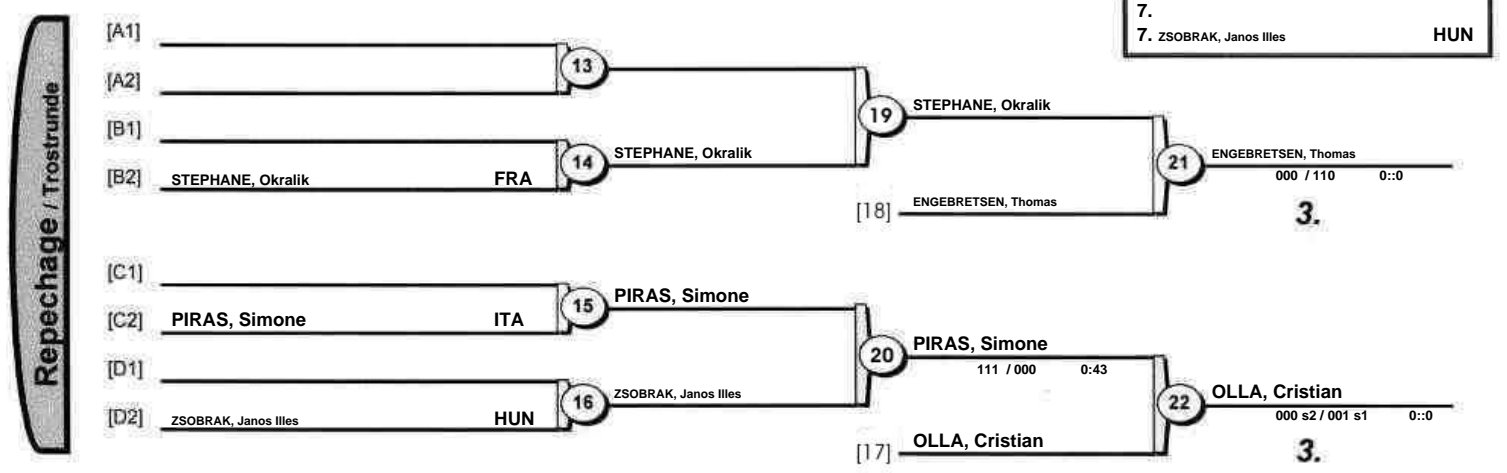 7.
7. ZSOBRAK, Janos Illes HUN
Repechage / Trostrunde
[A1]
13
[A2]
[B1]
14 STEPHANE, Okralik
[B2] STEPHANE, Okralik FRA
19 STEPHANE, Okralik
[18] ENGEBRETSEN, Thomas
21 ENGEBRETSEN, Thomas
000 / 110 0::0
3.
[C1]
15 PIRAS, Simone
[C2] PIRAS, Simone ITA
[D1]
16 ZSOBRAK, Janos Illes
[D2] ZSOBRAK, Janos Illes HUN
20 PIRAS, Simone
111 / 000 0:43
[17] OLLA, Cristian
22 OLLA, Cristian
000 s2 / 001 s1 0::0
3.